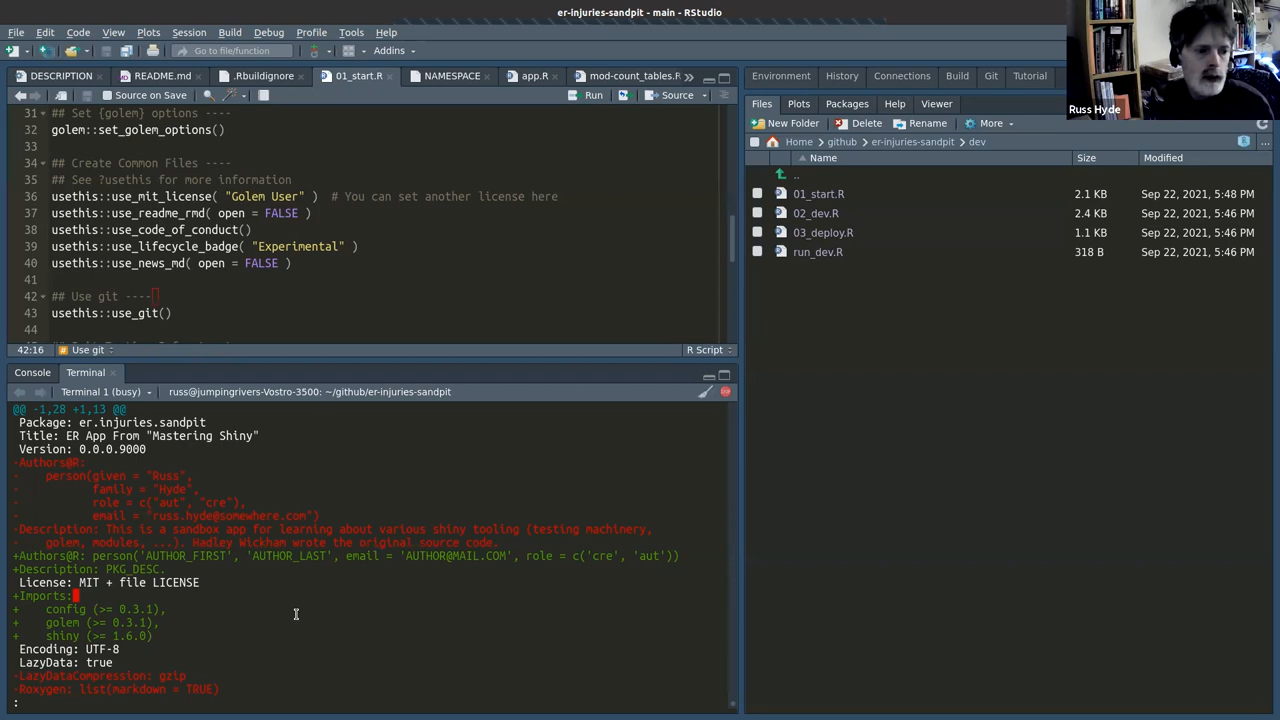 er-injuries-sandpit - main - RStudio
File Edit Code View Plots Session Build Debug Profile Tools Help
Go to file/function Addins
DESCRIPTION README.md .Rbuildignore 01_start.R NAMESPACE app.R mod-count_tables.R
Source on Save Run Source
31 ## Set {golem} options ----
32 golem::set_golem_options()
33
34 ## Create Common Files ----
35 ## See ?usethis for more information
36 usethis::use_mit_license( "Golem User" ) # You can set another license here
37 usethis::use_readme_rmd( open = FALSE )
38 usethis::use_code_of_conduct()
39 usethis::use_lifecycle_badge( "Experimental" )
40 usethis::use_news_md( open = FALSE )
41
42 ## Use git ----
43 usethis::use_git()
44
42:16 Use git R Script
Console Terminal
Terminal 1 (busy) russ@jumpingrivers-Vostro-3500: ~/github/er-injuries-sandpit
@@ -1,28 +1,13 @@
Package: er.injuries.sandpit
Title: ER App From "Mastering Shiny"
Version: 0.0.0.9000
-Authors@R:
- person(given = "Russ",
- family = "Hyde",
- role = c("aut", "cre"),
- email = "russ.hyde@somewhere.com")
-Description: This is a sandbox app for learning about various shiny tooling (testing machinery,
- golem, modules, ...). Hadley Wickham wrote the original source code.
+Authors@R: person('AUTHOR_FIRST', 'AUTHOR_LAST', email = 'AUTHOR@MAIL.COM', role = c('cre', 'aut'))
+Description: PKG_DESC.
License: MIT + file LICENSE
+Imports:
+ config (>= 0.3.1),
+ golem (>= 0.3.1),
+ shiny (>= 1.6.0)
Encoding: UTF-8
LazyData: true
-LazyDataCompression: gzip
-Roxygen: list(markdown = TRUE)
:
Environment History Connections Build Git Tutorial
Files Plots Packages Help Viewer
New Folder Delete Rename More
Home github er-injuries-sandpit dev
Name Size Modified
..
01_start.R 2.1 KB Sep 22, 2021, 5:48 PM
02_dev.R 2.4 KB Sep 22, 2021, 5:46 PM
03_deploy.R 1.1 KB Sep 22, 2021, 5:46 PM
run_dev.R 318 B Sep 22, 2021, 5:46 PM
Russ Hyde